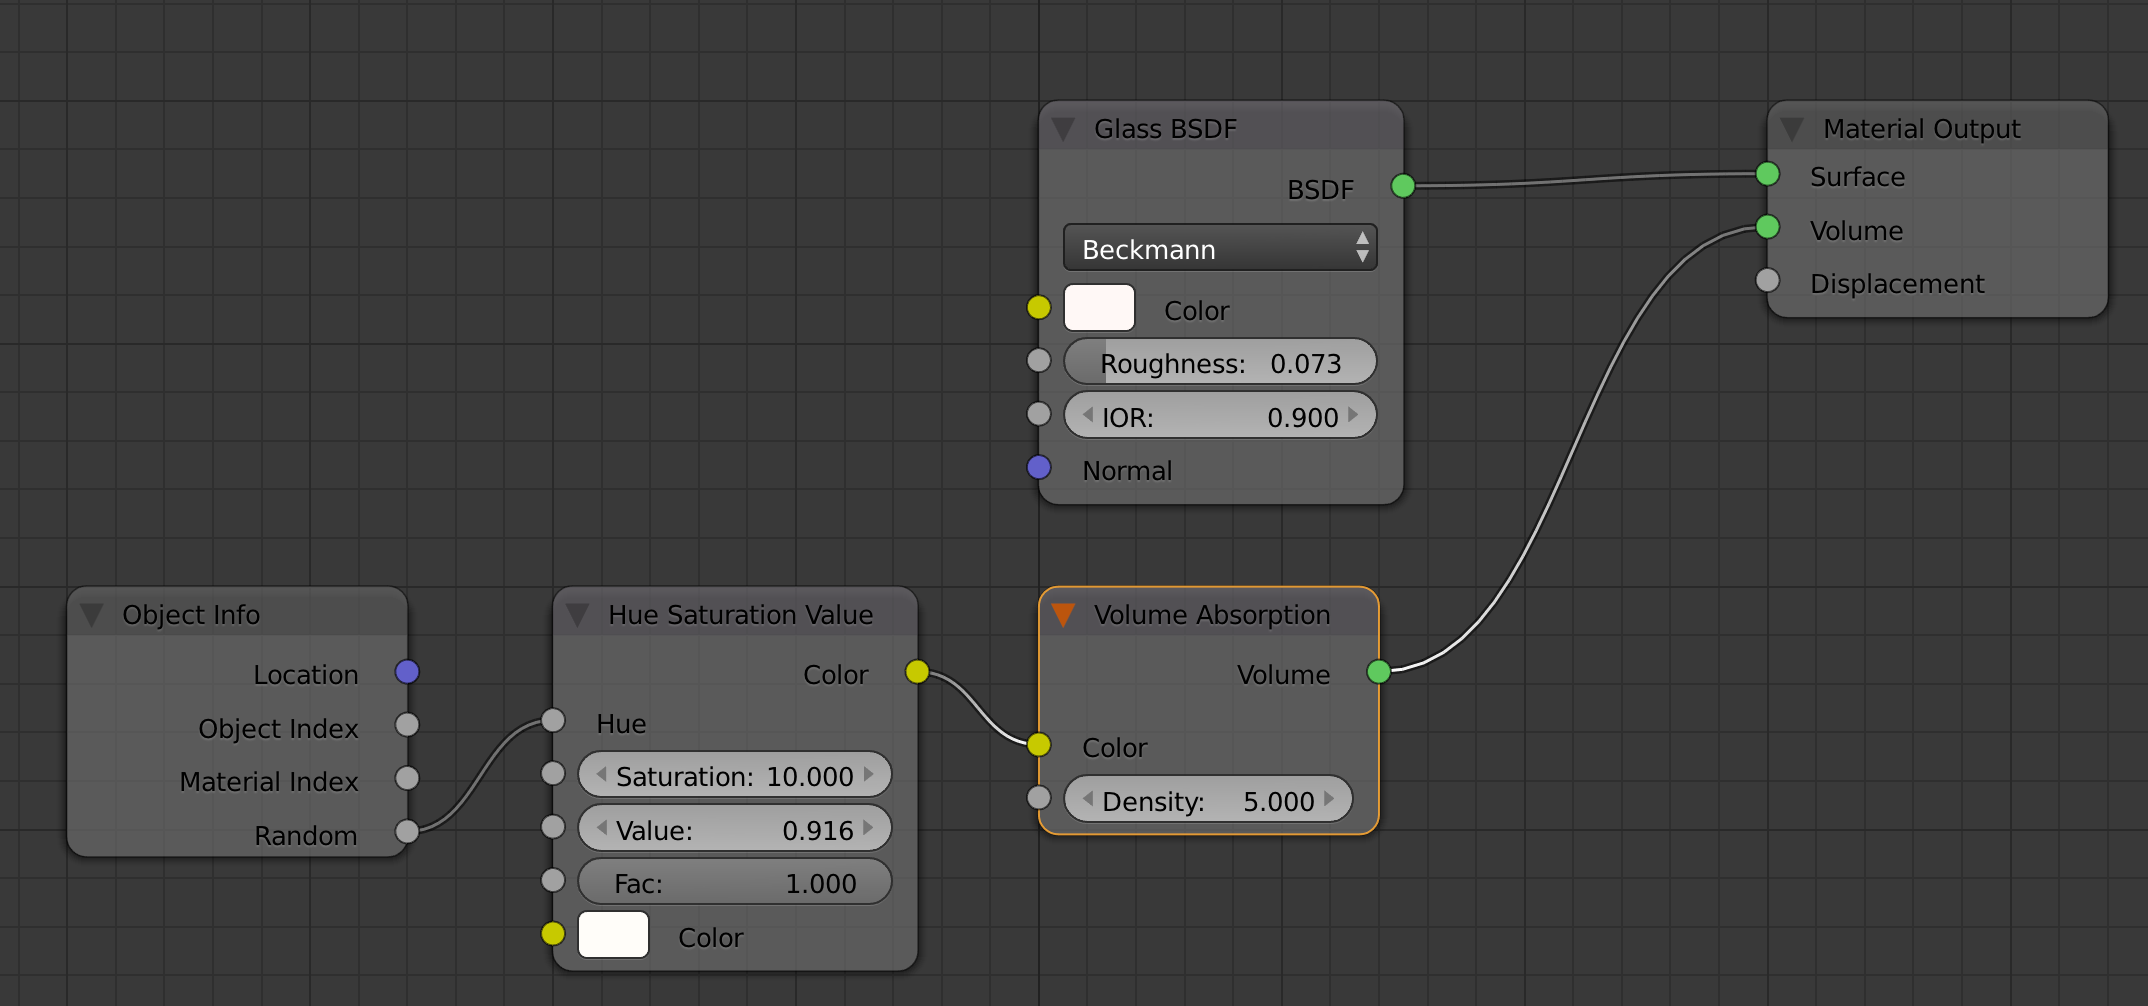 Glass BSDF
BSDF
Beckmann
Color
Roughness: 0.073
IOR: 0.900
Normal
Material Output
Surface
Volume
Displacement
Object Info
Location
Object Index
Material Index
Random
Hue Saturation Value
Color
Hue
Saturation: 10.000
Value: 0.916
Fac: 1.000
Color
Volume Absorption
Volume
Color
Density: 5.000